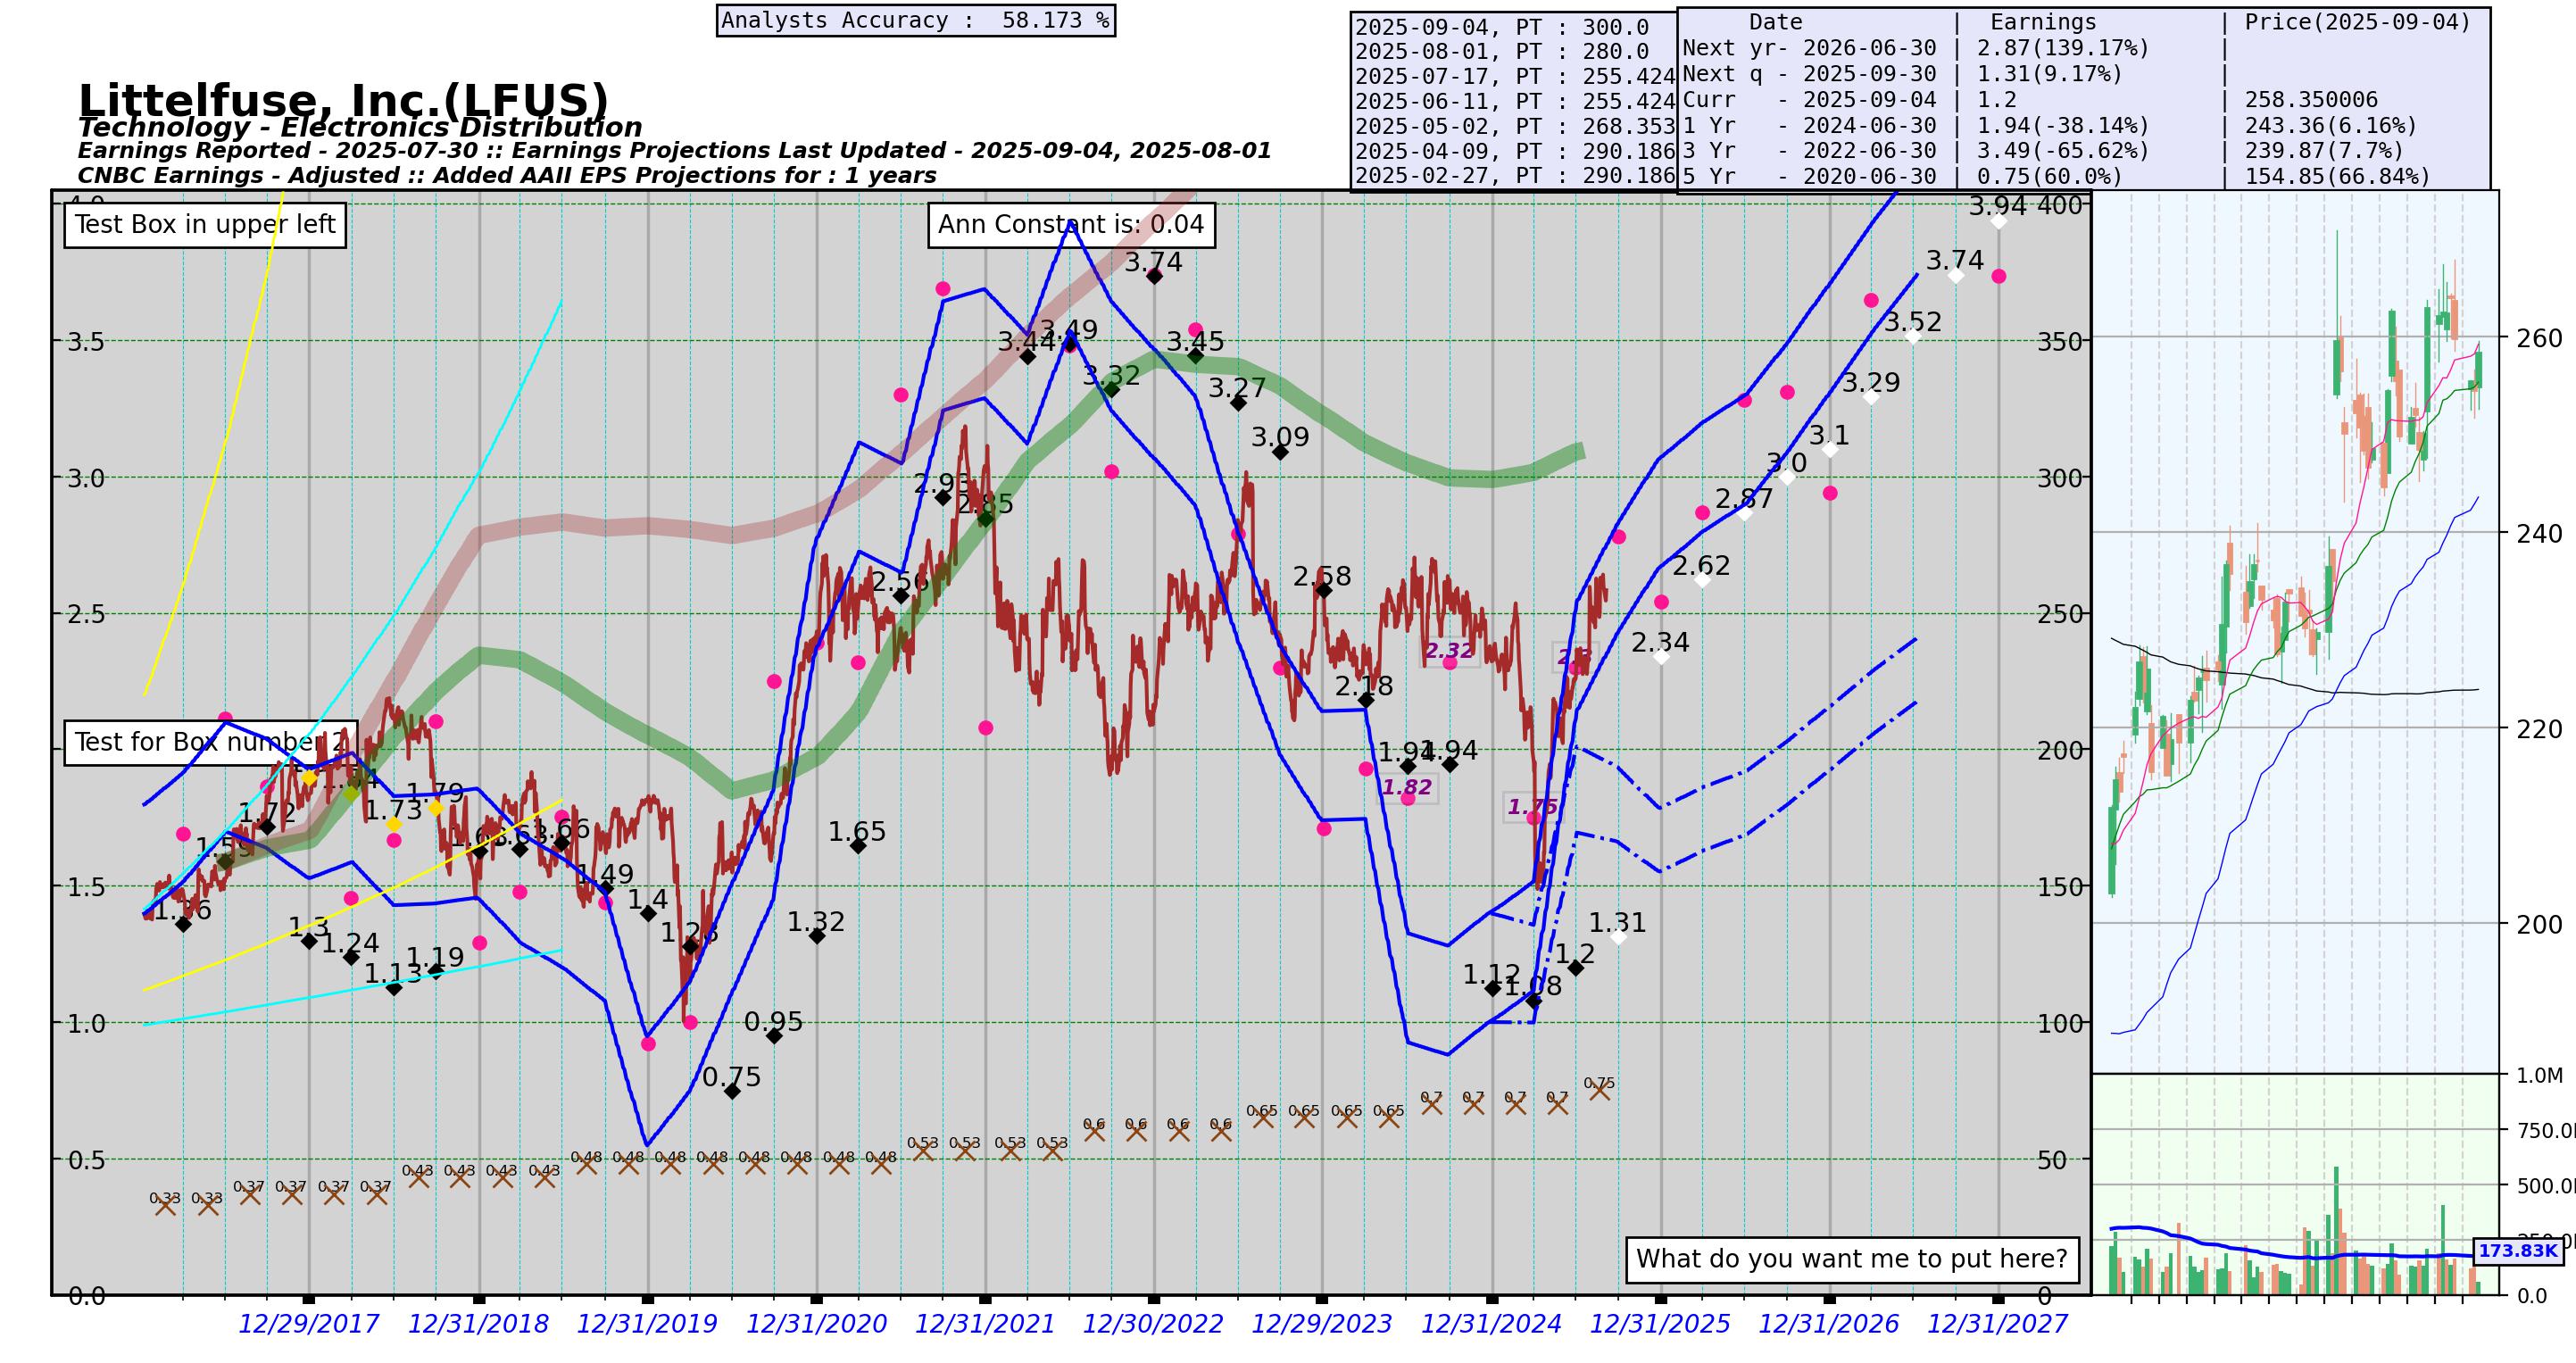 Analysts Accuracy :  58.173 %
2025-09-04, PT : 300.0
2025-08-01, PT : 280.0
2025-07-17, PT : 255.424
2025-06-11, PT : 255.424
2025-05-02, PT : 268.353
2025-04-09, PT : 290.186
2025-02-27, PT : 290.186
Date | Earnings | Price(2025-09-04)
Next yr- 2026-06-30 | 2.87(139.17%) |
Next q - 2025-09-30 | 1.31(9.17%) |
Curr - 2025-09-04 | 1.2 | 258.350006
1 Yr - 2024-06-30 | 1.94(-38.14%) | 243.36(6.16%)
3 Yr - 2022-06-30 | 3.49(-65.62%) | 239.87(7.7%)
5 Yr - 2020-06-30 | 0.75(60.0%) | 154.85(66.84%)
Littelfuse, Inc.(LFUS)
Technology - Electronics Distribution
Earnings Reported - 2025-07-30 :: Earnings Projections Last Updated - 2025-09-04, 2025-08-01
CNBC Earnings - Adjusted :: Added AAII EPS Projections for : 1 years
Test Box in upper left
Ann Constant is: 0.04
Test for Box number 2
What do you want me to put here?
4.0
3.5
3.0
2.5
1.5
1.0
0.5
0.0
400
350
300
250
200
150
100
50
0
1.36
1.59
1.72
1.3
1.24
1.13
1.19
1.73
1.79
1.63
1.66
1.49
1.4
1.28
0.75
0.95
1.32
1.65
2.56
2.93
2.85
3.44
3.49
3.32
3.74
3.45
3.27
3.09
2.58
2.18
1.94
1.94
1.82
2.32
1.12
1.08
1.75
2.3
1.2
1.31
2.34
2.62
2.87
3.0
3.1
3.29
3.52
3.74
3.94
0.33 0.33 0.37 0.37 0.37 0.37 0.43 0.43 0.43 0.43 0.48 0.48 0.48 0.48 0.48 0.48 0.48 0.48 0.53 0.53 0.53 0.53 0.6 0.6 0.6 0.6 0.65 0.65 0.65 0.65 0.7 0.7 0.7 0.7 0.75
12/29/2017 12/31/2018 12/31/2019 12/31/2020 12/31/2021 12/30/2022 12/29/2023 12/31/2024 12/31/2025 12/31/2026 12/31/2027
260
240
220
200
1.0M
750.0
500.0
173.83K
0.0